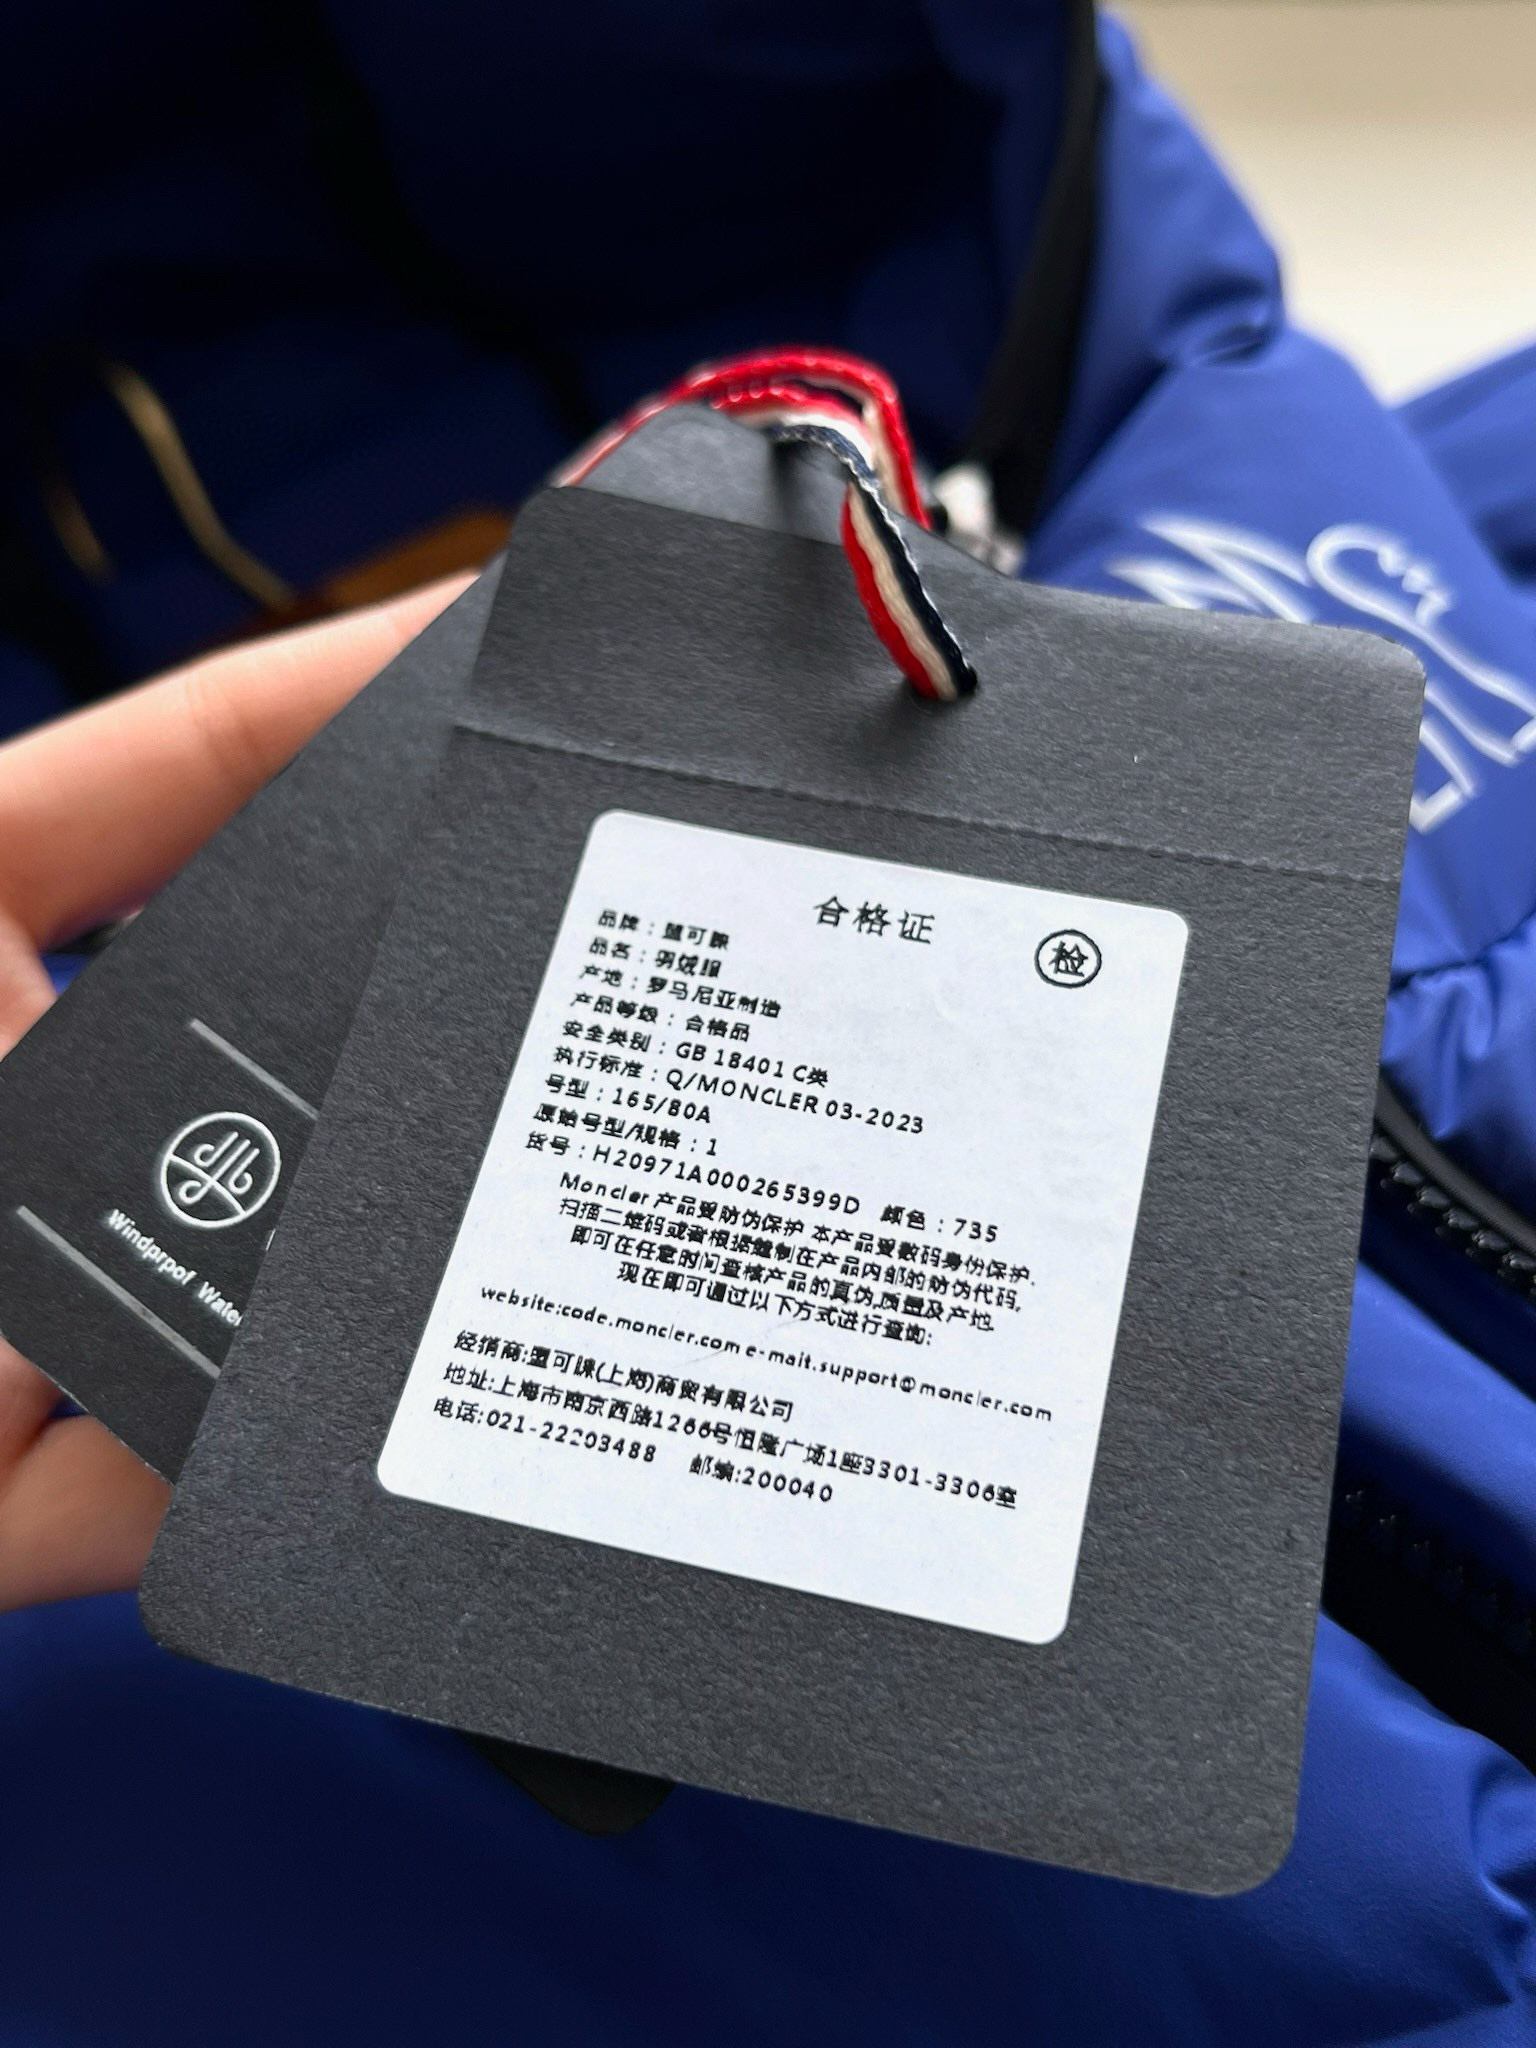 合格证
检
品牌：盟可睐
品名：羽绒服
产地：罗马尼亚制造
产品等级：合格品
安全类别：GB 18401 C类
执行标准：Q/MONCLER 03-2023
号型：165/80A
原始号型/规格：1
货号：H20971A000265399D 颜色：735
Moncler 产品受防伪保护 本产品受数码身份保护.
扫描二维码或者根据缝制在产品内部的防伪代码,
即可在任意时间查核产品的真伪,质量及产地.
现在即可通过以下方式进行查询:
website:code.moncler.com e-mait.support@moncler.com
经销商:盟可睐(上海)商贸有限公司
地址:上海市南京西路1266号恒隆广场1座3301-3306室
电话:021-22203488 邮编:200040
Windprpof Water